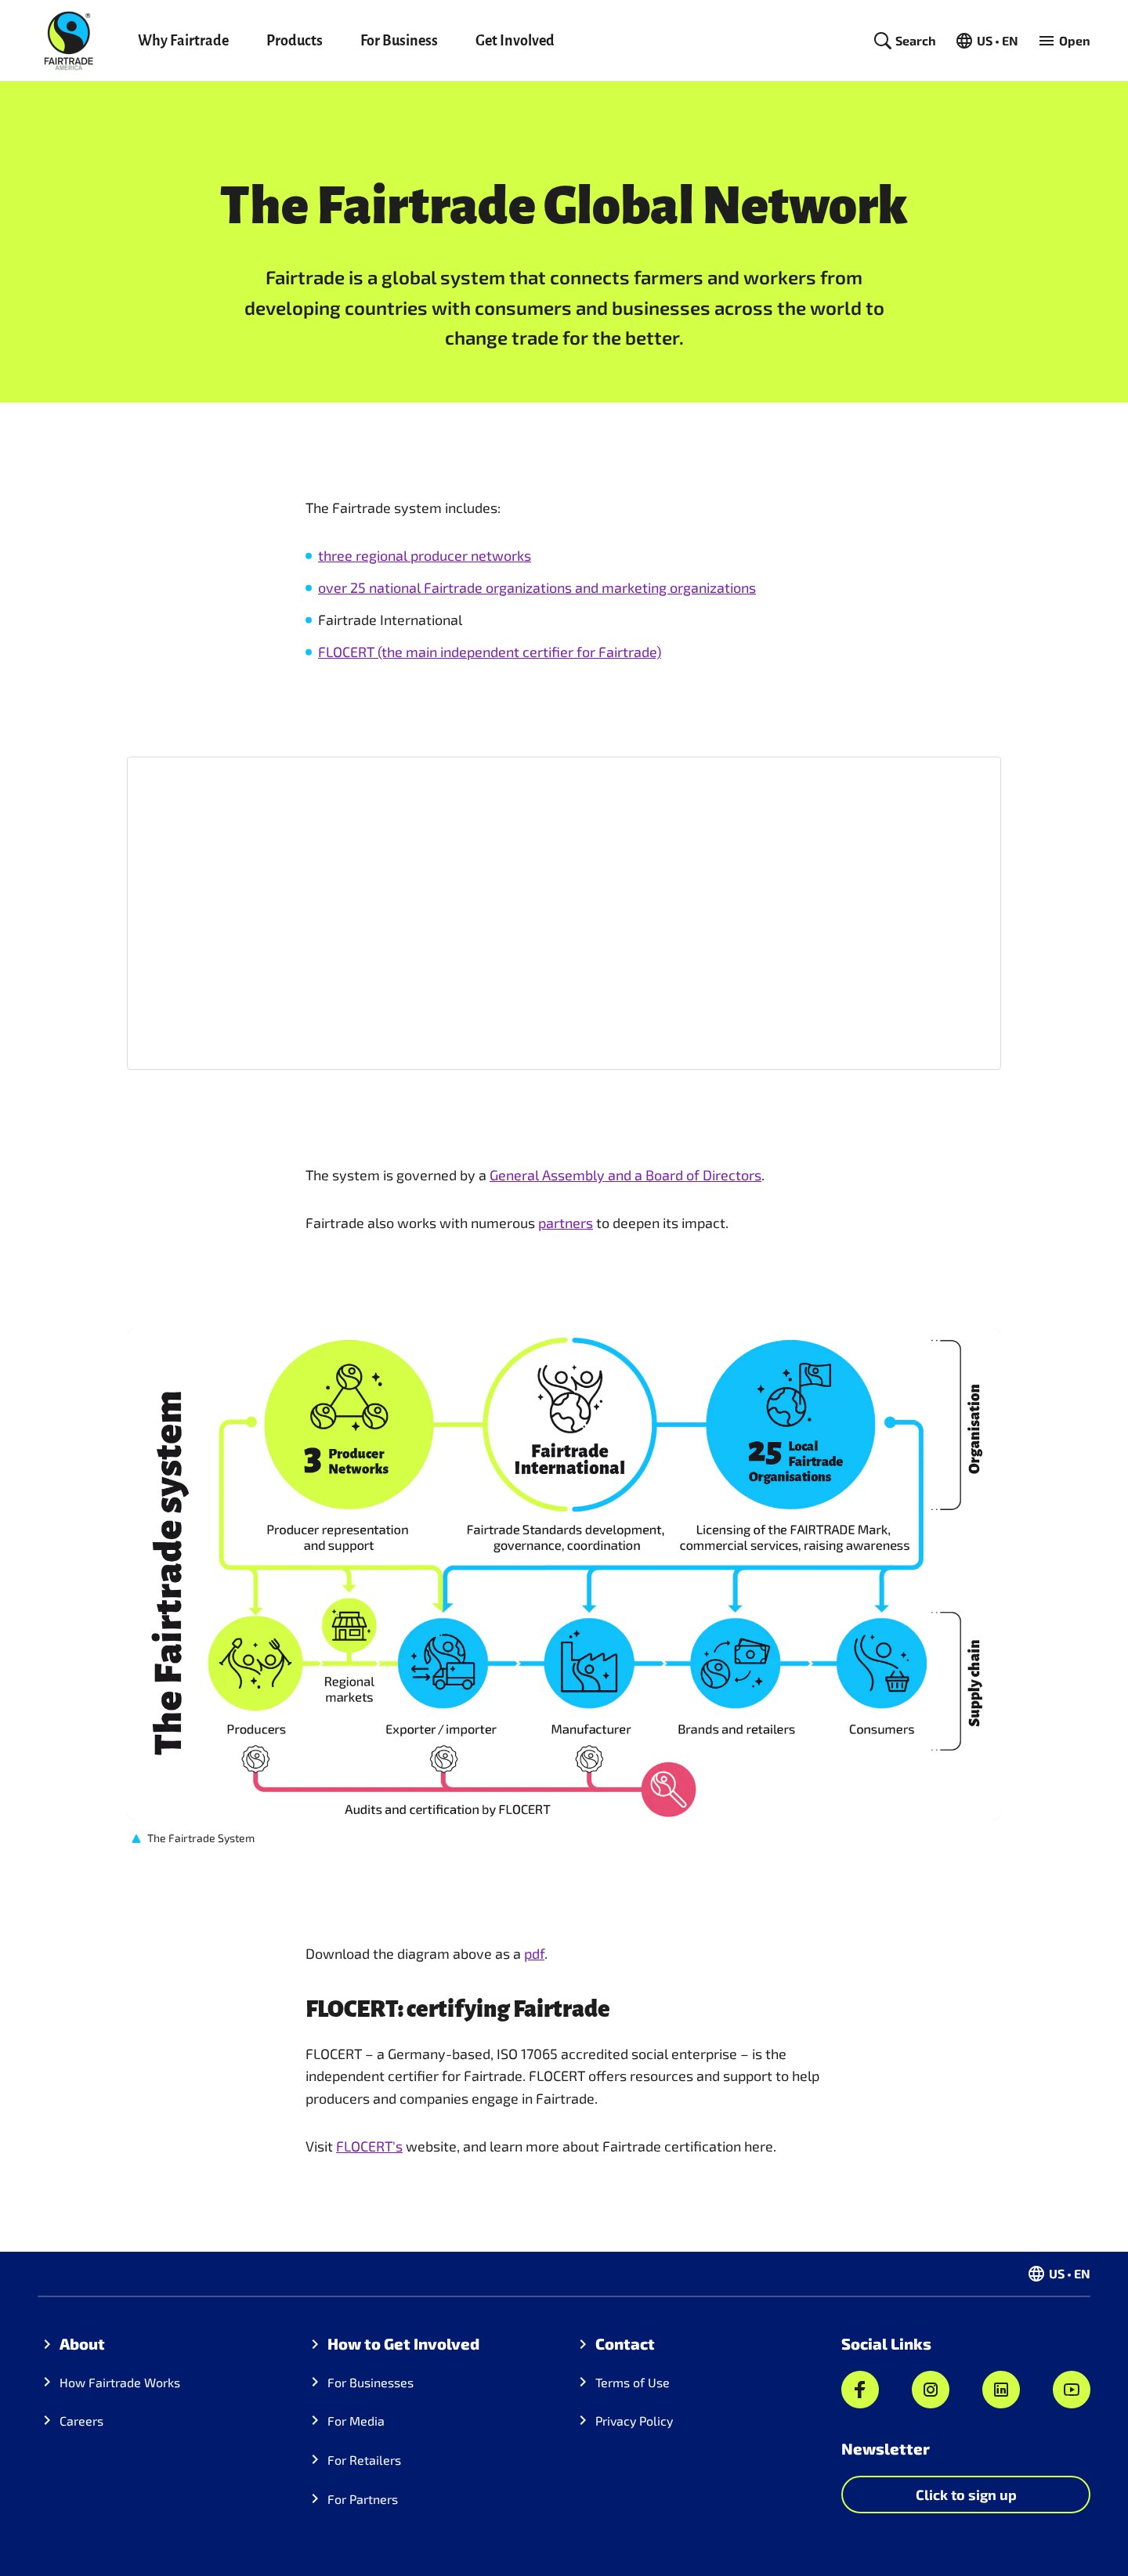 FAIRTRADE
AMERICA
Why Fairtrade
Products
For Business
Get Involved
Search
US • EN
Open
The Fairtrade Global Network
Fairtrade is a global system that connects farmers and workers from
developing countries with consumers and businesses across the world to
change trade for the better.
The Fairtrade system includes:
three regional producer networks
over 25 national Fairtrade organizations and marketing organizations
Fairtrade International
FLOCERT (the main independent certifier for Fairtrade)
The system is governed by a General Assembly and a Board of Directors.
Fairtrade also works with numerous partners to deepen its impact.
The Fairtrade system
3 Producer
Networks
Fairtrade
International
25 Local
Fairtrade
Organisations
Organisation
Producer representation
and support
Fairtrade Standards development,
governance, coordination
Licensing of the FAIRTRADE Mark,
commercial services, raising awareness
Regional
markets
Supply chain
Producers
Exporter / importer
Manufacturer
Brands and retailers
Consumers
Audits and certification by FLOCERT
The Fairtrade System
Download the diagram above as a pdf.
FLOCERT: certifying Fairtrade
FLOCERT – a Germany-based, ISO 17065 accredited social enterprise – is the
independent certifier for Fairtrade. FLOCERT offers resources and support to help
producers and companies engage in Fairtrade.
Visit FLOCERT's website, and learn more about Fairtrade certification here.
US • EN
About
How Fairtrade Works
Careers
How to Get Involved
For Businesses
For Media
For Retailers
For Partners
Contact
Terms of Use
Privacy Policy
Social Links
Newsletter
Click to sign up